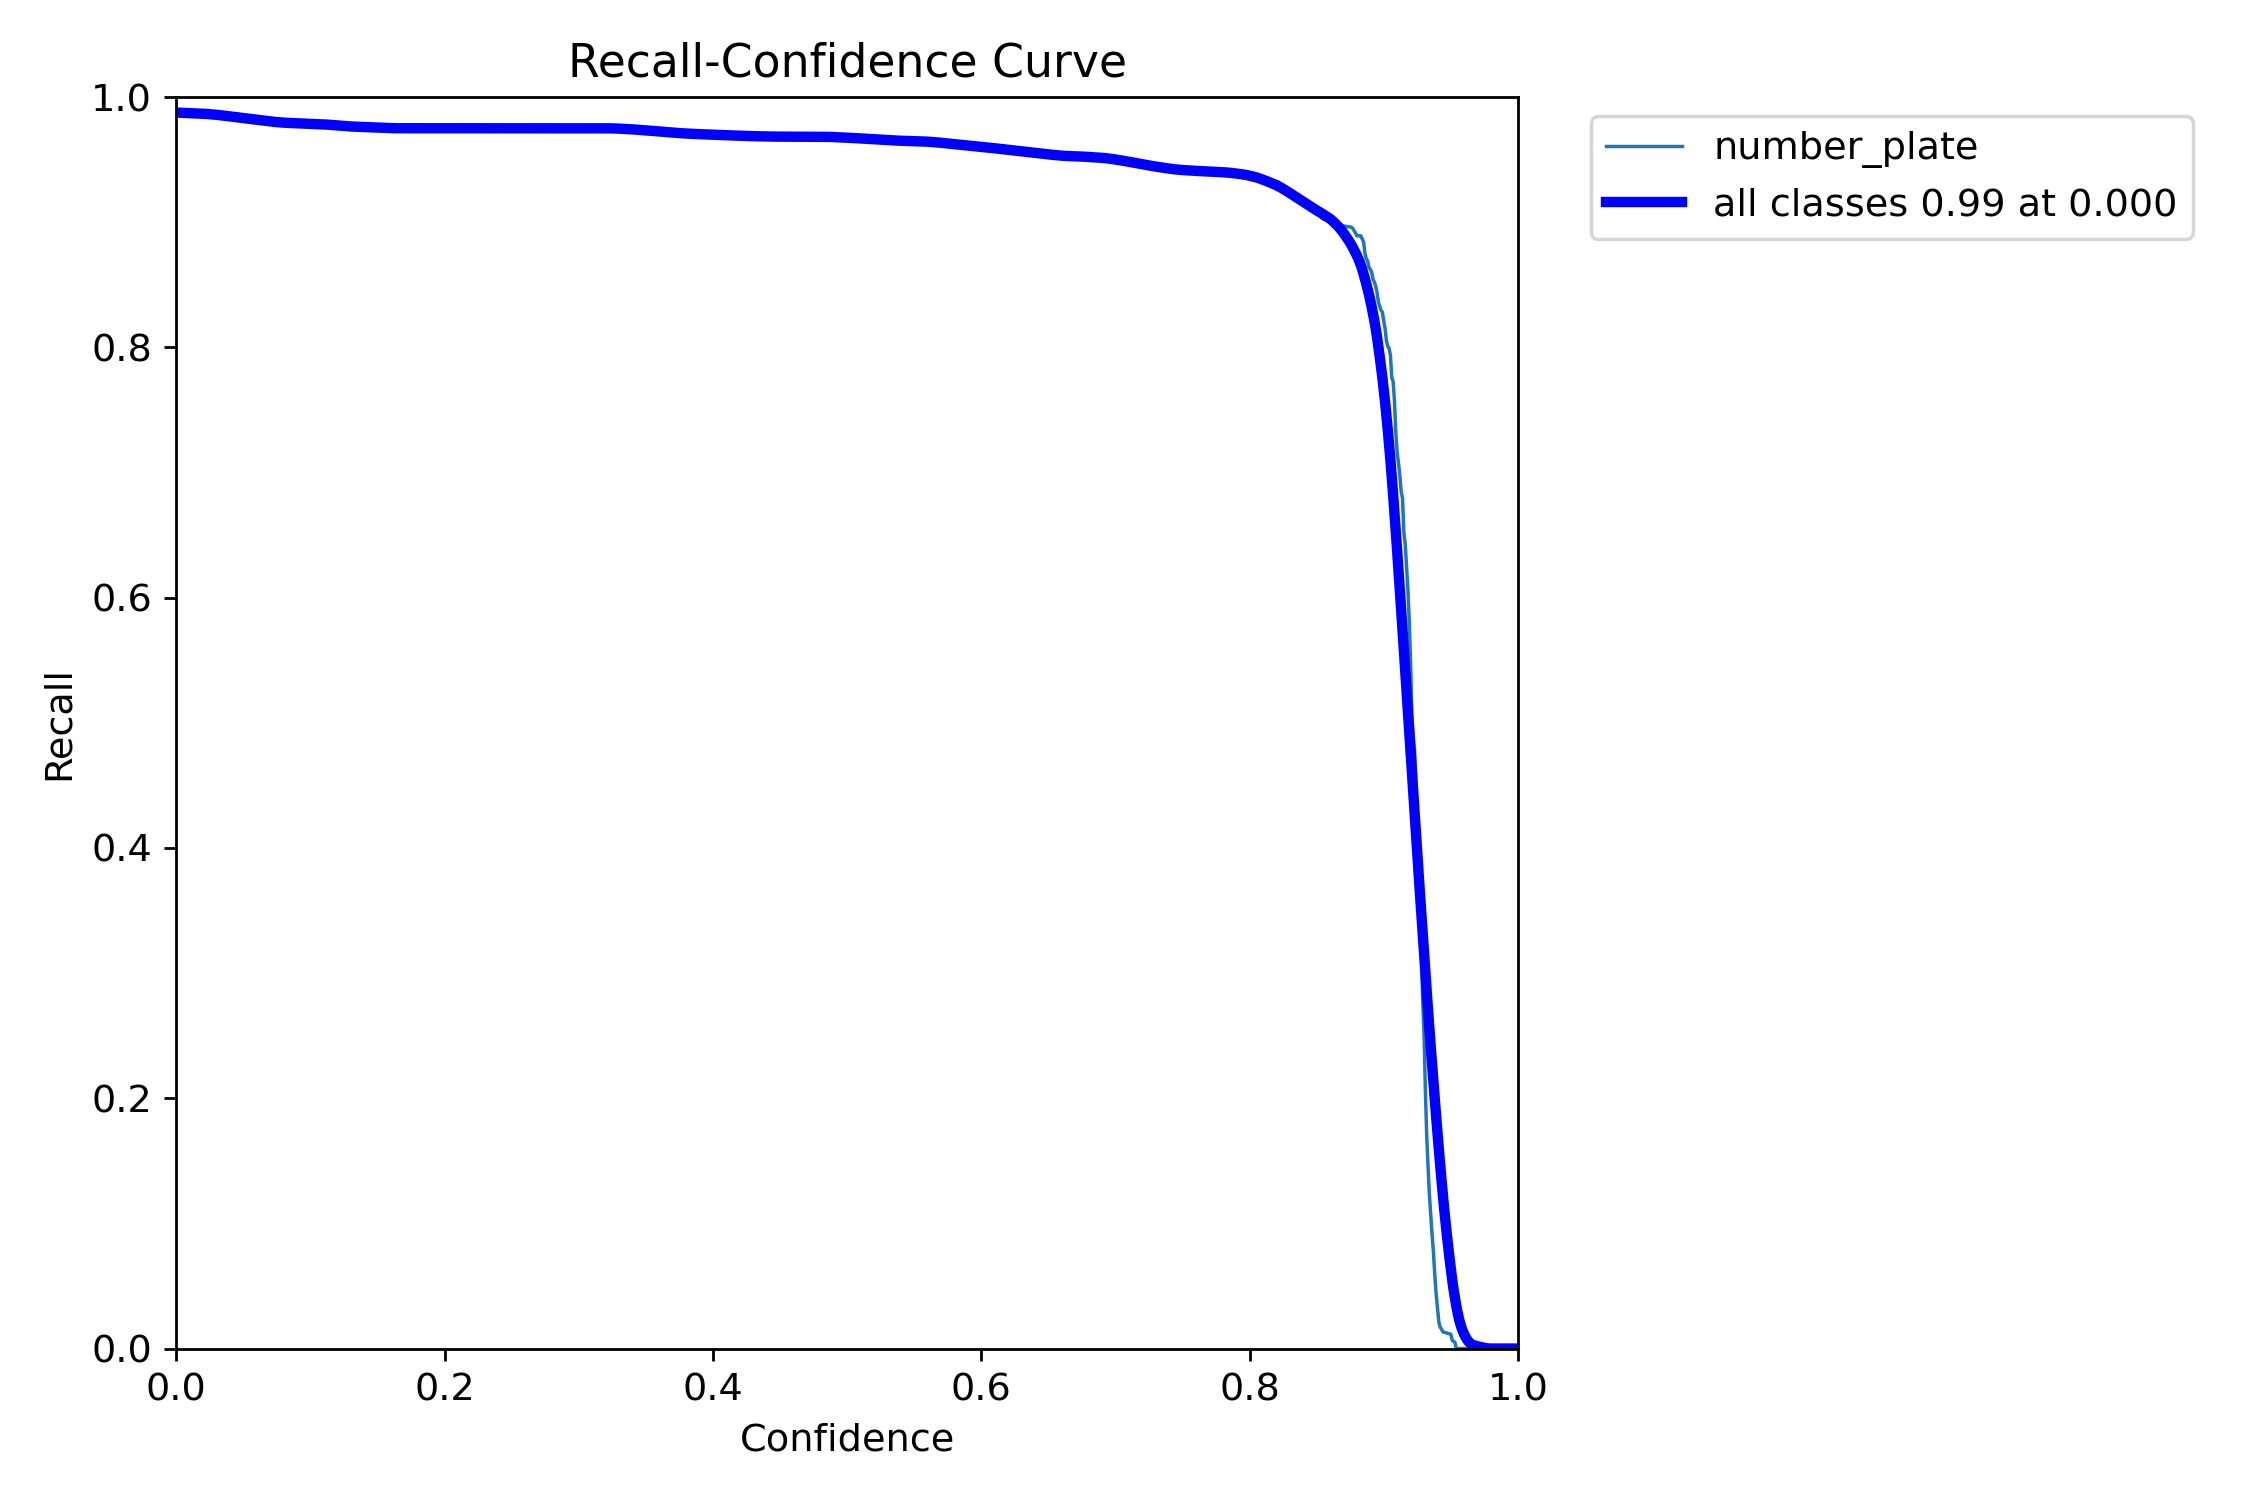 Recall-Confidence Curve
number_plate
all classes 0.99 at 0.000
Recall
1.0
0.8
0.6
0.4
0.2
0.0
0.0 0.2 0.4 0.6 0.8 1.0
Confidence